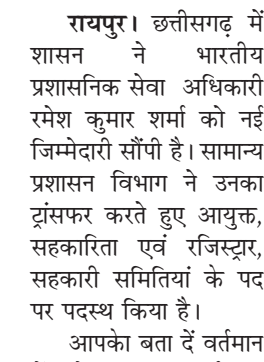 रायपुर। छत्तीसगढ़ में
शासन ने भारतीय
प्रशासनिक सेवा अधिकारी
रमेश कुमार शर्मा को नई
जिम्मेदारी सौंपी है। सामान्य
प्रशासन विभाग ने उनका
ट्रांसफर करते हुए आयुक्त,
सहकारिता एवं रजिस्ट्रार,
सहकारी समितियां के पद
पर पदस्थ किया है।
आपकेा बता दें वर्तमान